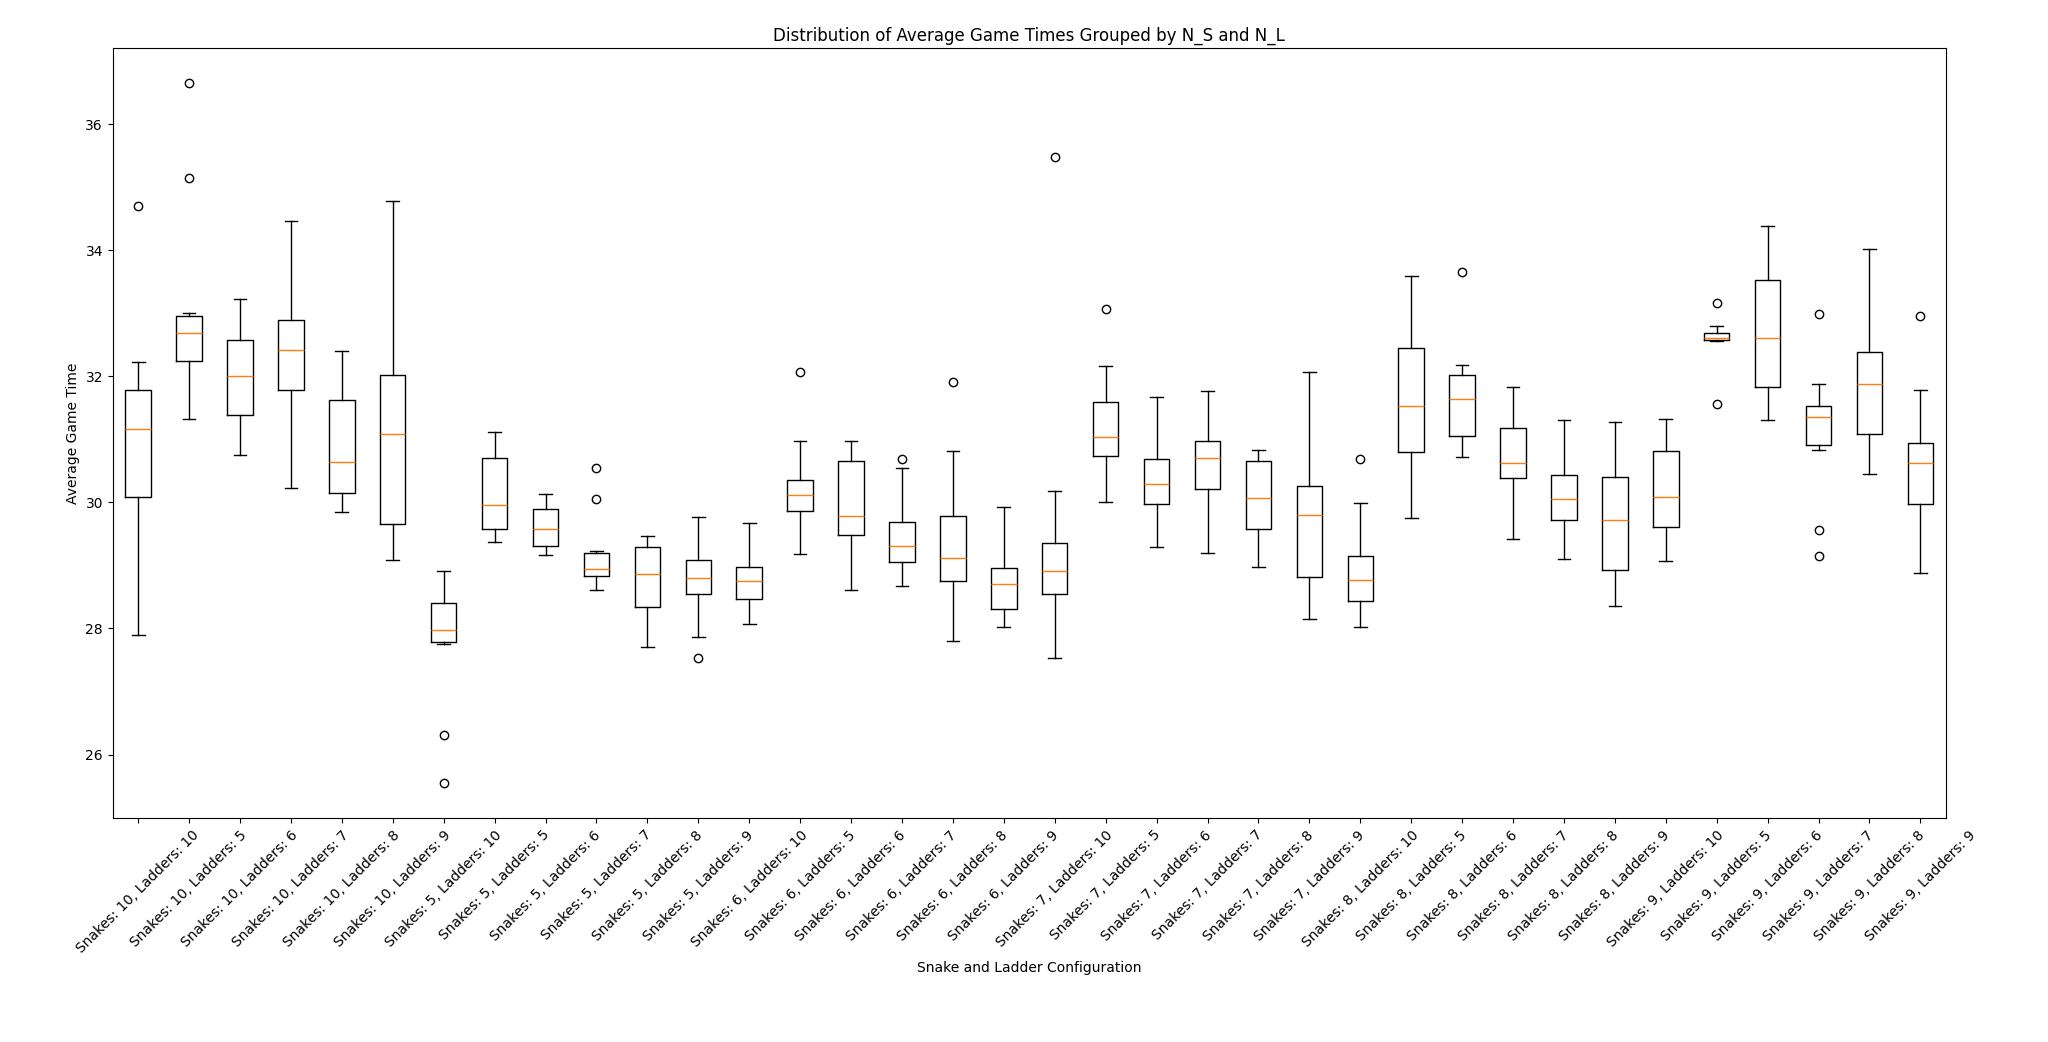 Distribution of Average Game Times Grouped by N_S and N_L
Average Game Time
36
34
32
30
28
26
Snakes: 10, Ladders: 10
Snakes: 10, Ladders: 5
Snakes: 10, Ladders: 6
Snakes: 10, Ladders: 7
Snakes: 10, Ladders: 8
Snakes: 10, Ladders: 9
Snakes: 5, Ladders: 10
Snakes: 5, Ladders: 5
Snakes: 5, Ladders: 6
Snakes: 5, Ladders: 7
Snakes: 5, Ladders: 8
Snakes: 5, Ladders: 9
Snakes: 6, Ladders: 10
Snakes: 6, Ladders: 5
Snakes: 6, Ladders: 6
Snakes: 6, Ladders: 7
Snakes: 6, Ladders: 8
Snakes: 6, Ladders: 9
Snakes: 7, Ladders: 10
Snakes: 7, Ladders: 5
Snakes: 7, Ladders: 6
Snakes: 7, Ladders: 7
Snakes: 7, Ladders: 8
Snakes: 7, Ladders: 9
Snakes: 8, Ladders: 10
Snakes: 8, Ladders: 5
Snakes: 8, Ladders: 6
Snakes: 8, Ladders: 7
Snakes: 8, Ladders: 8
Snakes: 8, Ladders: 9
Snakes: 9, Ladders: 10
Snakes: 9, Ladders: 5
Snakes: 9, Ladders: 6
Snakes: 9, Ladders: 7
Snakes: 9, Ladders: 8
Snakes: 9, Ladders: 9
Snake and Ladder Configuration